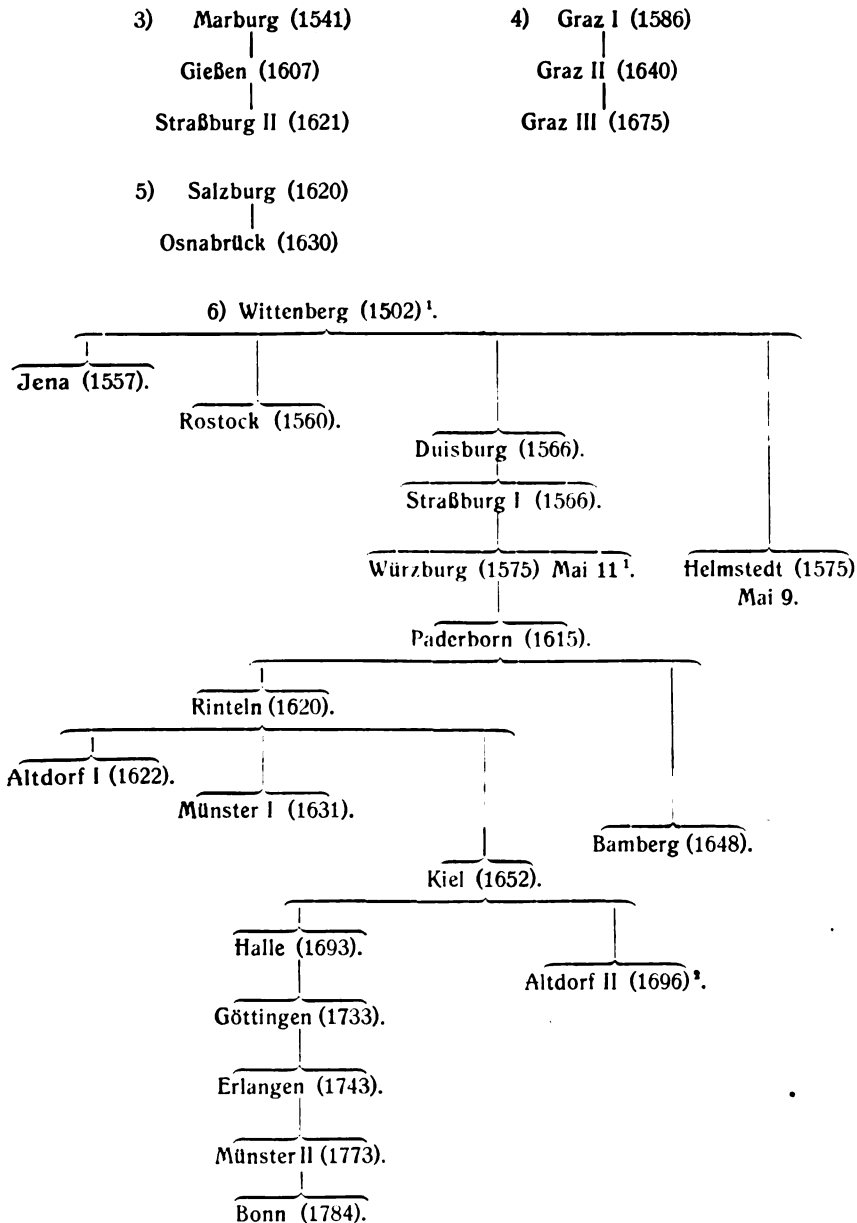 3) Marburg (1541)
Gießen (1607)
Straßburg II (1621)
4) Graz I (1586)
Graz II (1640)
Graz III (1675)
5) Salzburg (1620)
Osnabrück (1630)
6) Wittenberg (1502)¹.
Jena (1557).
Rostock (1560).
Duisburg (1566).
Straßburg I (1566).
Würzburg (1575) Mai 11¹.
Helmstedt (1575)
Mai 9.
Paderborn (1615).
Rinteln (1620).
Altdorf I (1622).
Münster I (1631).
Bamberg (1648).
Kiel (1652).
Halle (1693).
Altdorf II (1696)².
Göttingen (1733).
Erlangen (1743).
Münster II (1773).
Bonn (1784).